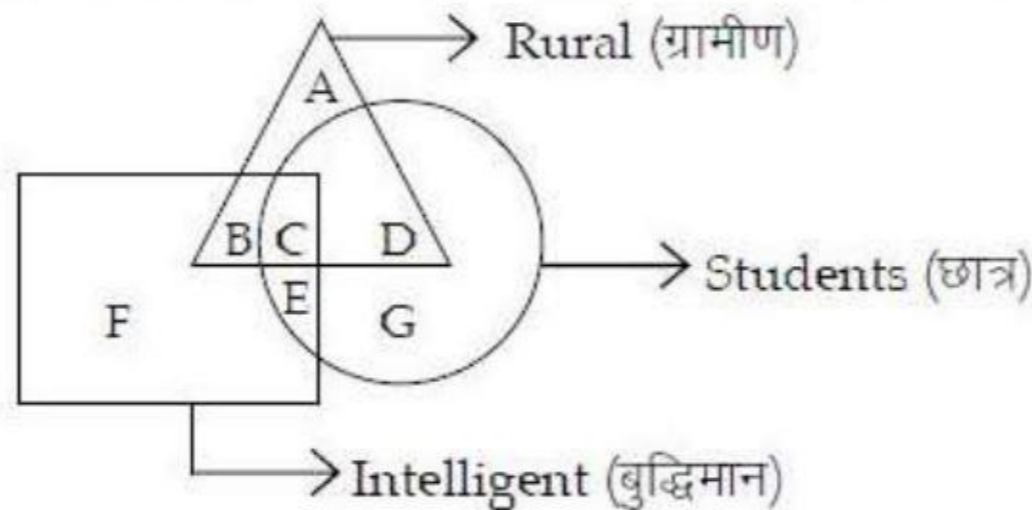 Rural (ग्रामीण)
A
B C D
Students (छात्र)
E
F G
Intelligent (बुद्धिमान)